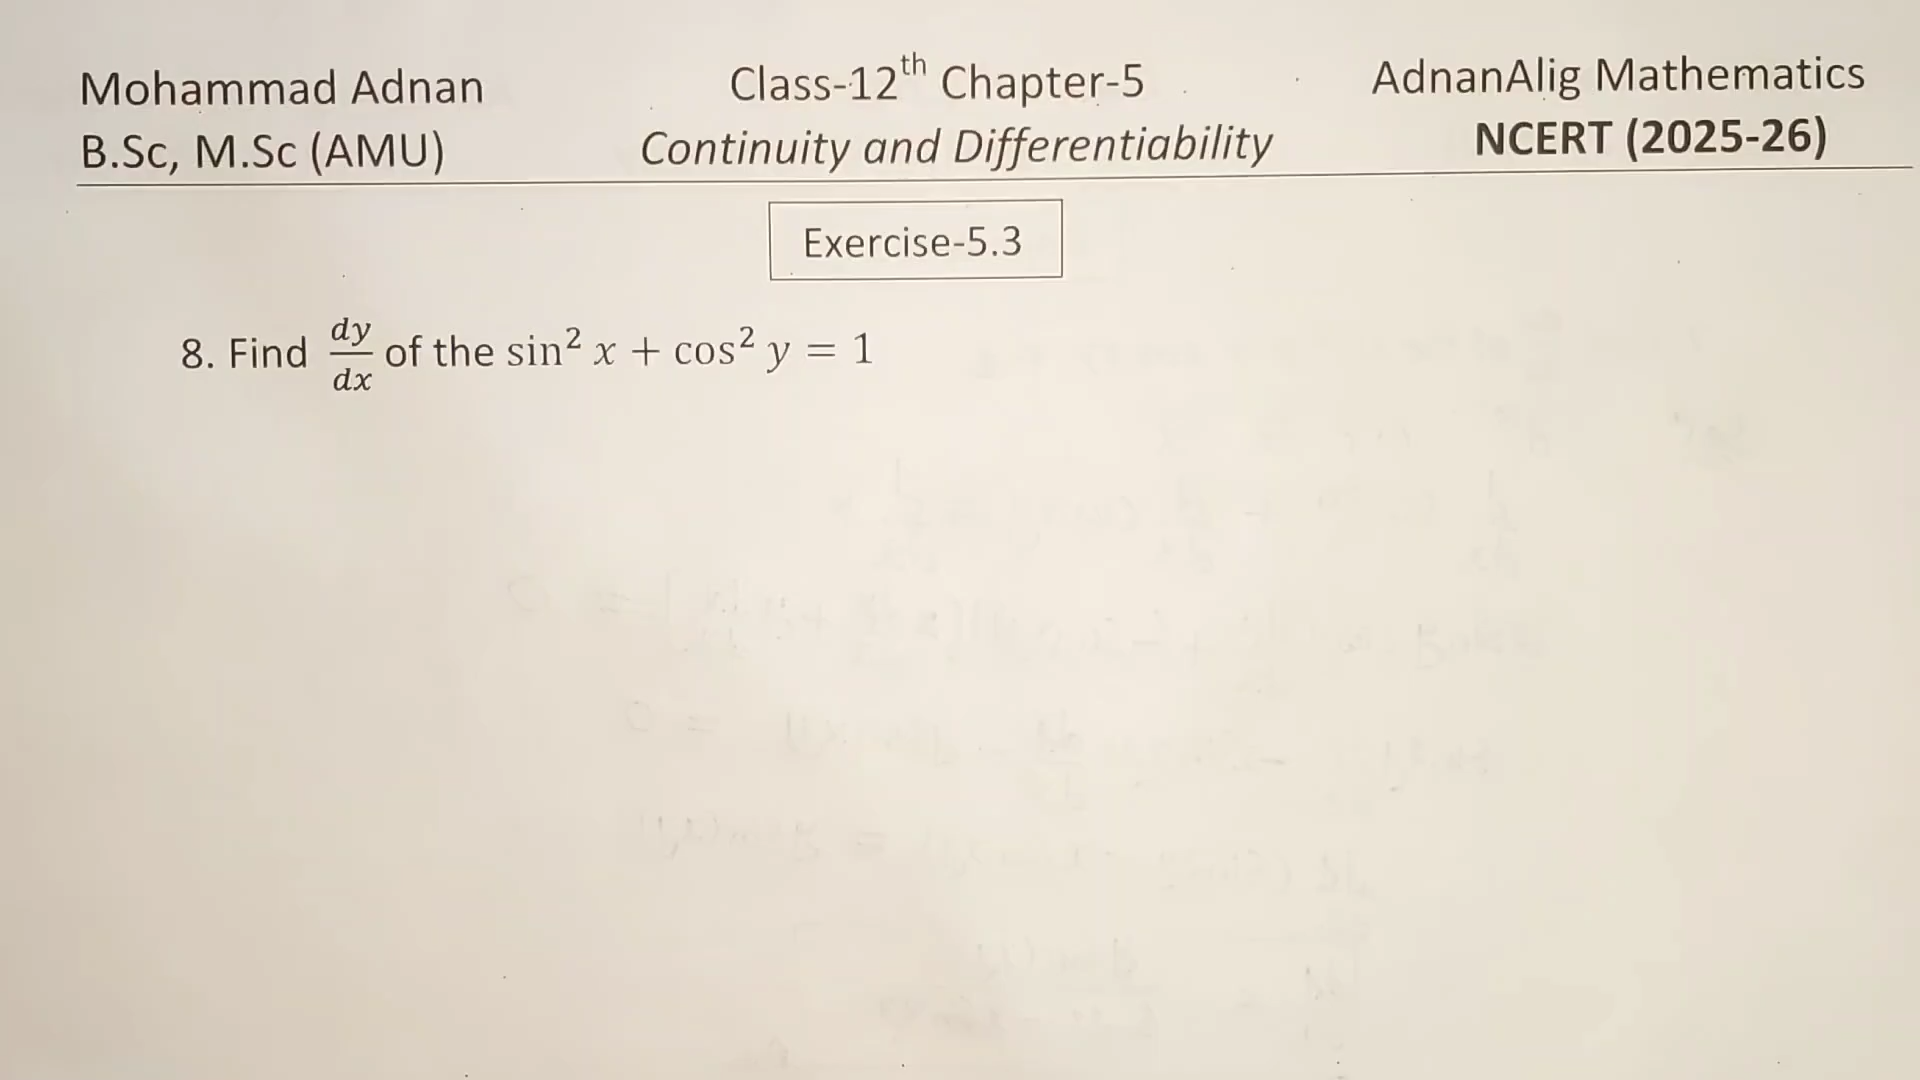 Mohammad Adnan
B.Sc, M.Sc (AMU)
Class-12th Chapter-5
Continuity and Differentiability
AdnanAlig Mathematics
NCERT (2025-26)
Exercise-5.3
8. Find dy/dx of the sin² x + cos² y = 1